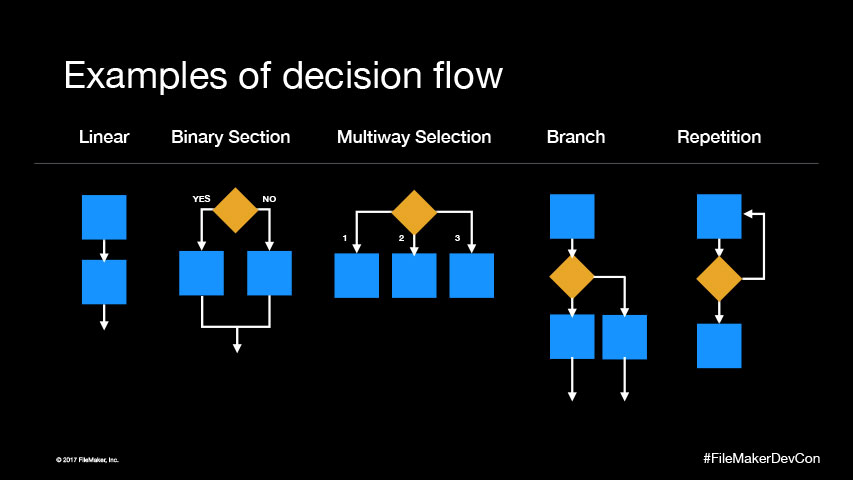 Examples of decision flow
Linear
Binary Section
Multiway Selection
Branch
Repetition
YES
NO
1
2
3
© 2017 FileMaker, Inc.
#FileMakerDevCon